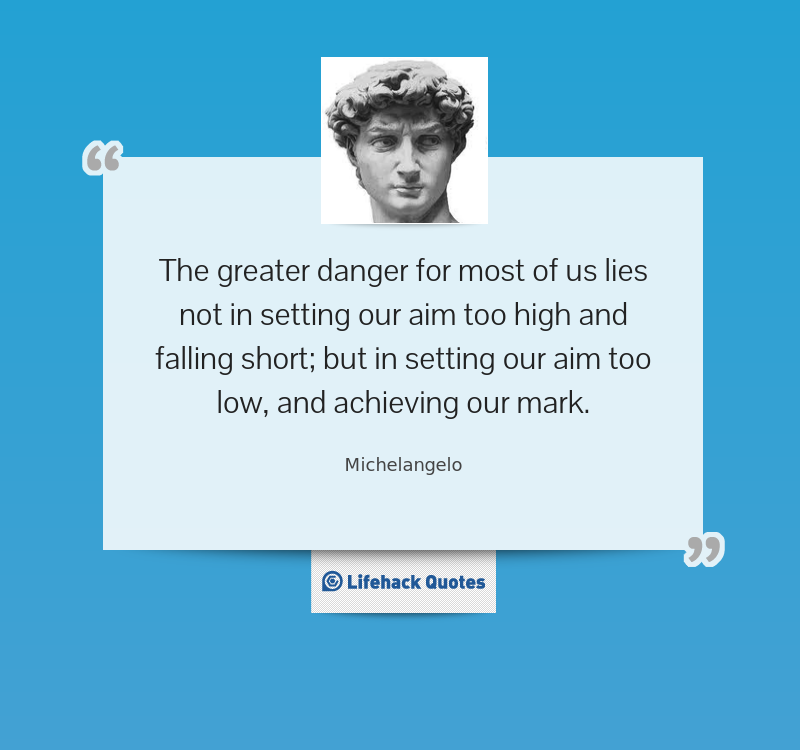 “
The greater danger for most of us lies
not in setting our aim too high and
falling short; but in setting our aim too
low, and achieving our mark.
Michelangelo
”
Lifehack Quotes